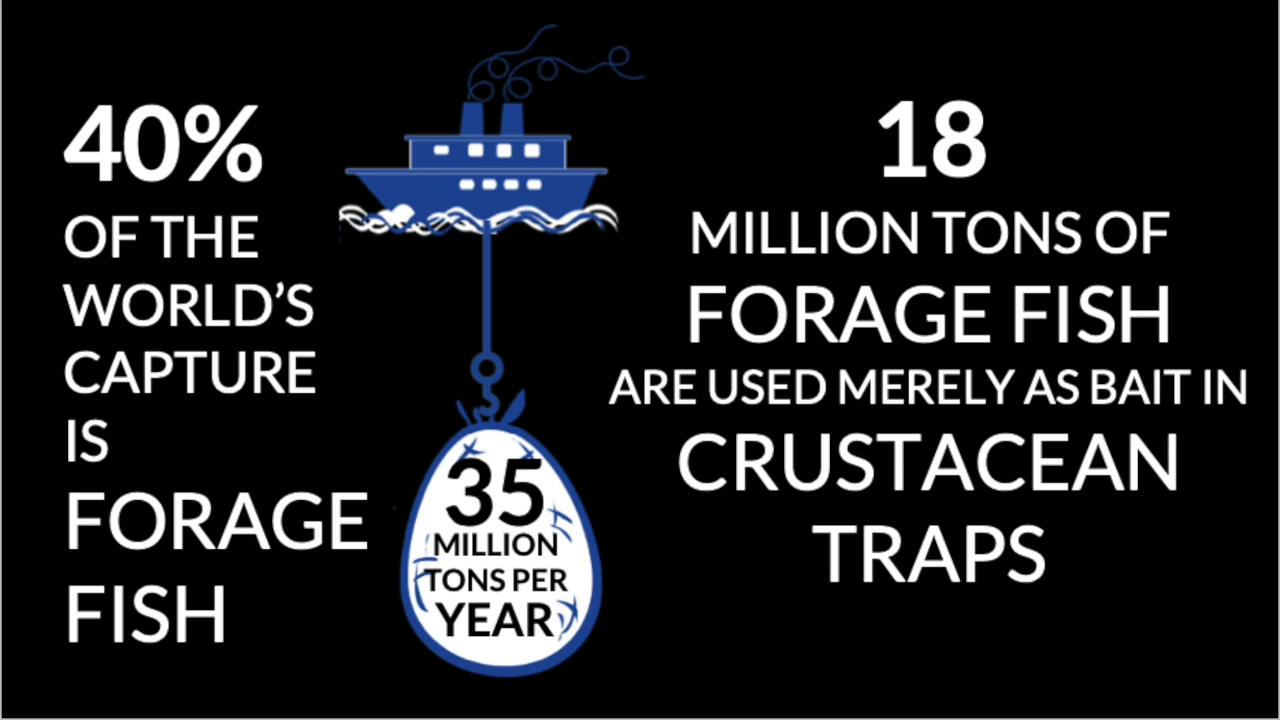 40%
OF THE
WORLD’S
CAPTURE
IS
FORAGE
FISH
35
MILLION
TONS PER
YEAR
18
MILLION TONS OF
FORAGE FISH
ARE USED MERELY AS BAIT IN
CRUSTACEAN
TRAPS